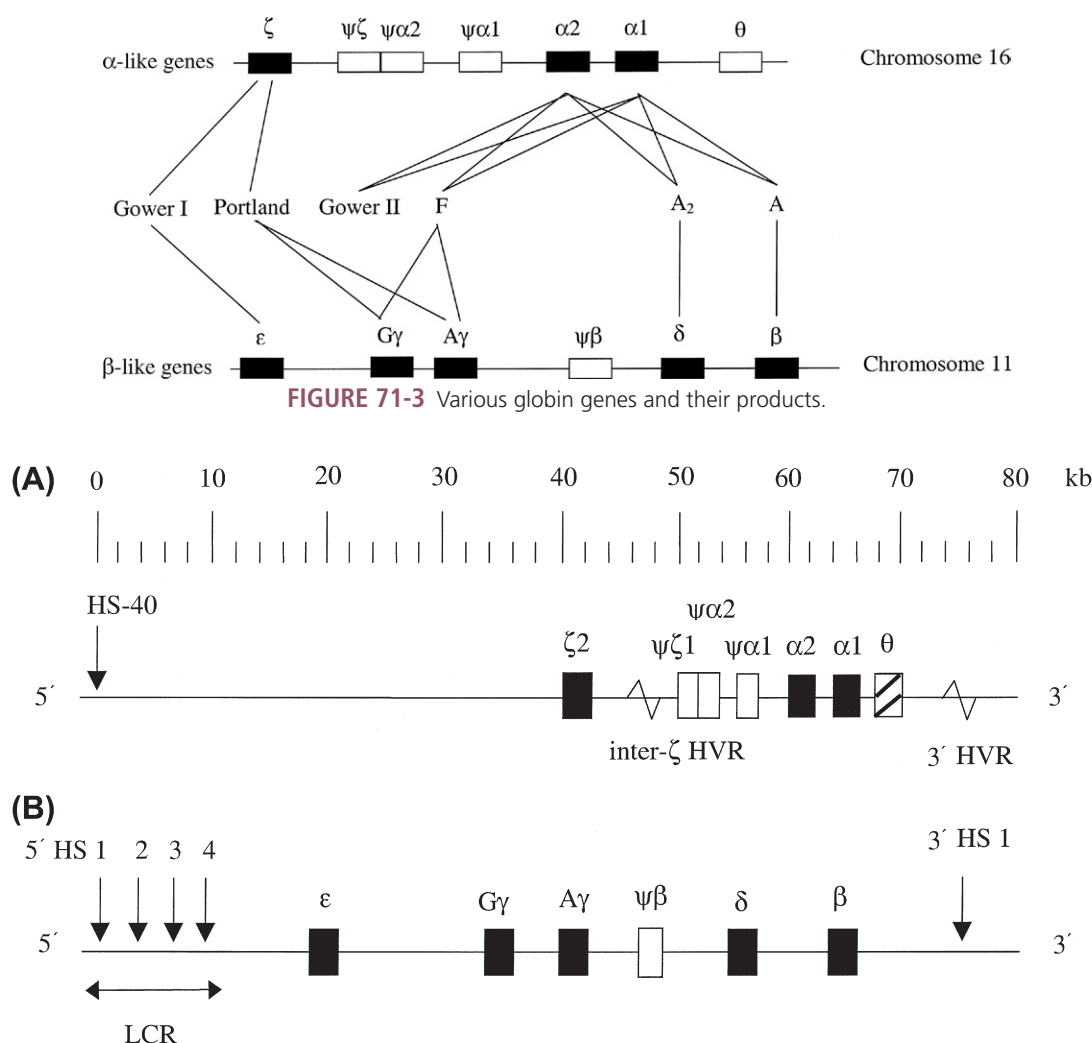 ζ ψζ ψα2 ψα1 α2 α1 θ
α-like genes Chromosome 16
Gower I Portland Gower II F A₂ A
ε Gγ Aγ ψβ δ β
β-like genes Chromosome 11
FIGURE 71-3 Various globin genes and their products.
(A) 0 10 20 30 40 50 60 70 80 kb
HS-40
ψα2
ζ2 ψζ1 ψα1 α2 α1 θ
5´ 3´
inter-ζ HVR 3´ HVR
(B)
5´ HS 1 2 3 4 3´ HS 1
ε Gγ Aγ ψβ δ β
5´ 3´
LCR